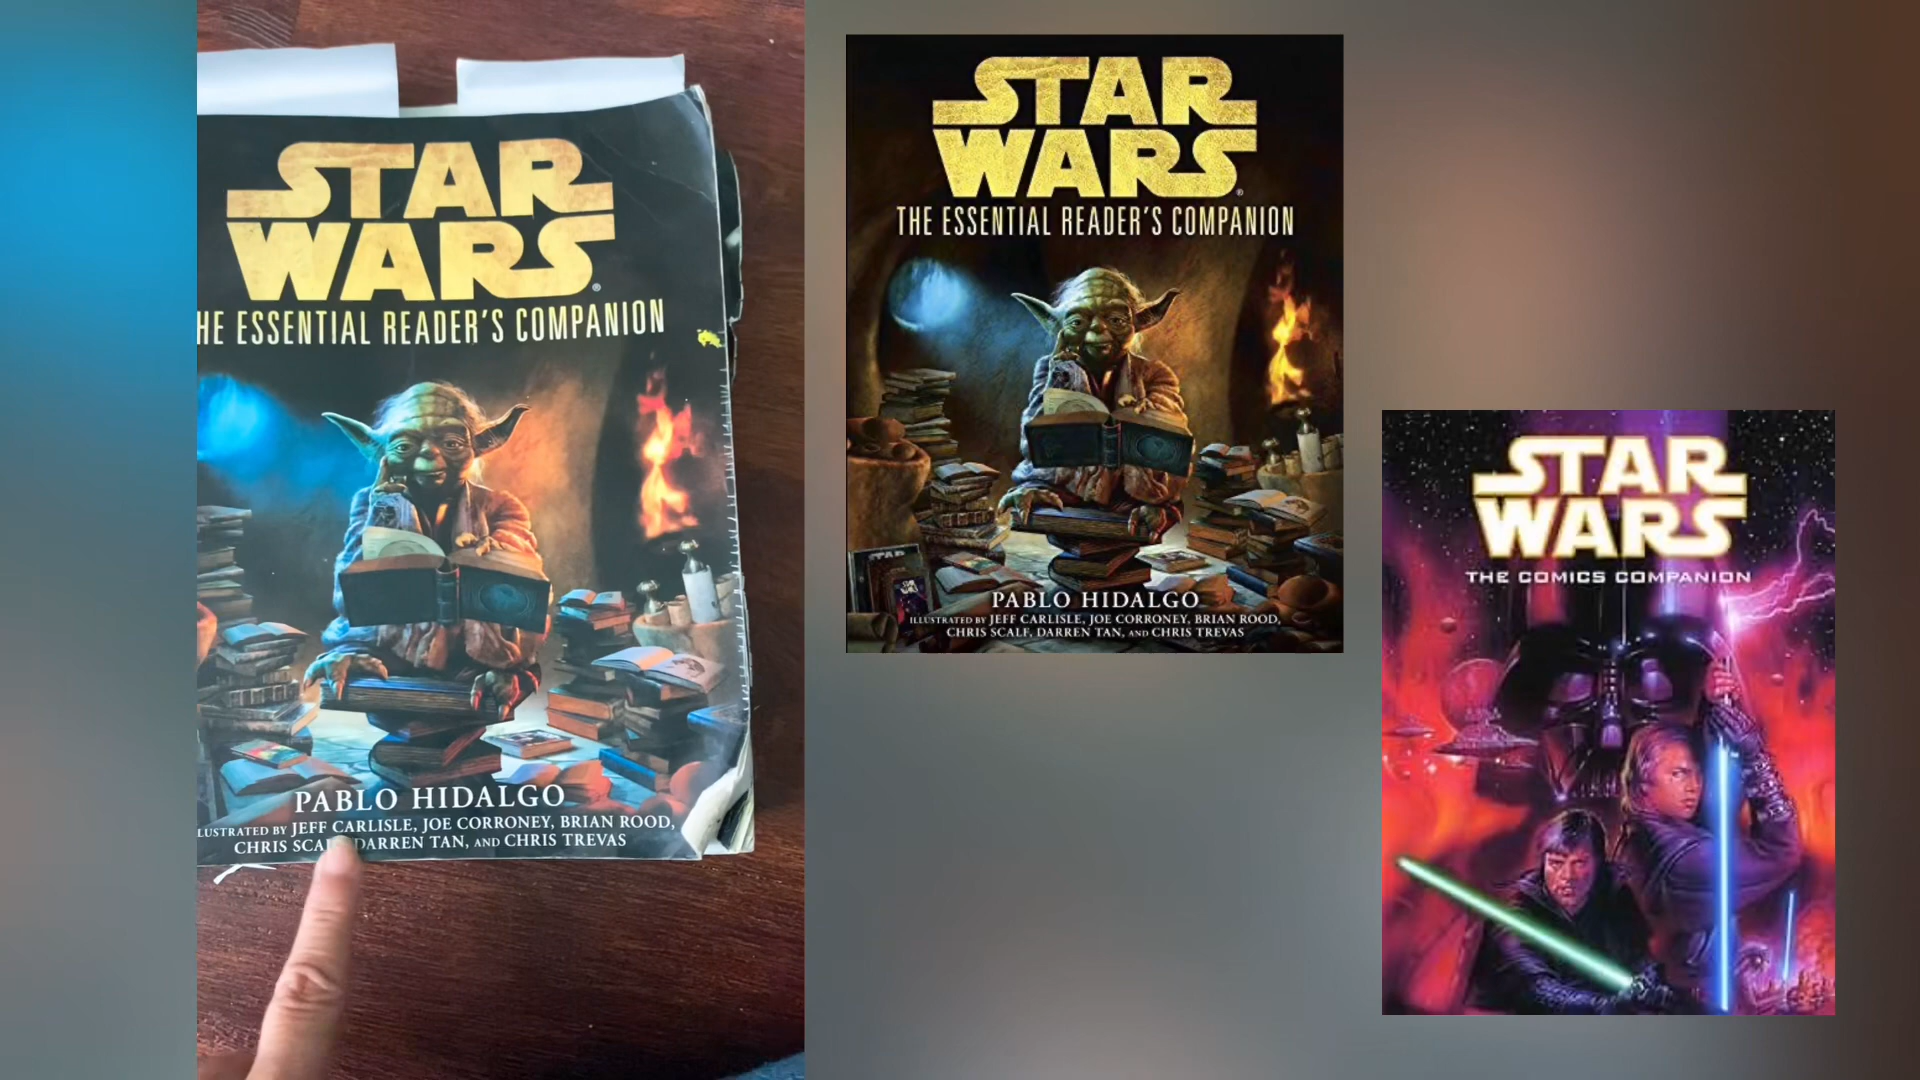 STAR
WARS®
HE ESSENTIAL READER'S COMPANION
PABLO HIDALGO
LUSTRATED BY JEFF CARLISLE, JOE CORRONEY, BRIAN ROOD,
CHRIS SCALF, DARREN TAN, AND CHRIS TREVAS
STAR
WARS®
THE ESSENTIAL READER'S COMPANION
STAR
PABLO HIDALGO
ILLUSTRATED BY JEFF CARLISLE, JOE CORRONEY, BRIAN ROOD,
CHRIS SCALF, DARREN TAN, AND CHRIS TREVAS
STAR
WARS
THE COMICS COMPANION